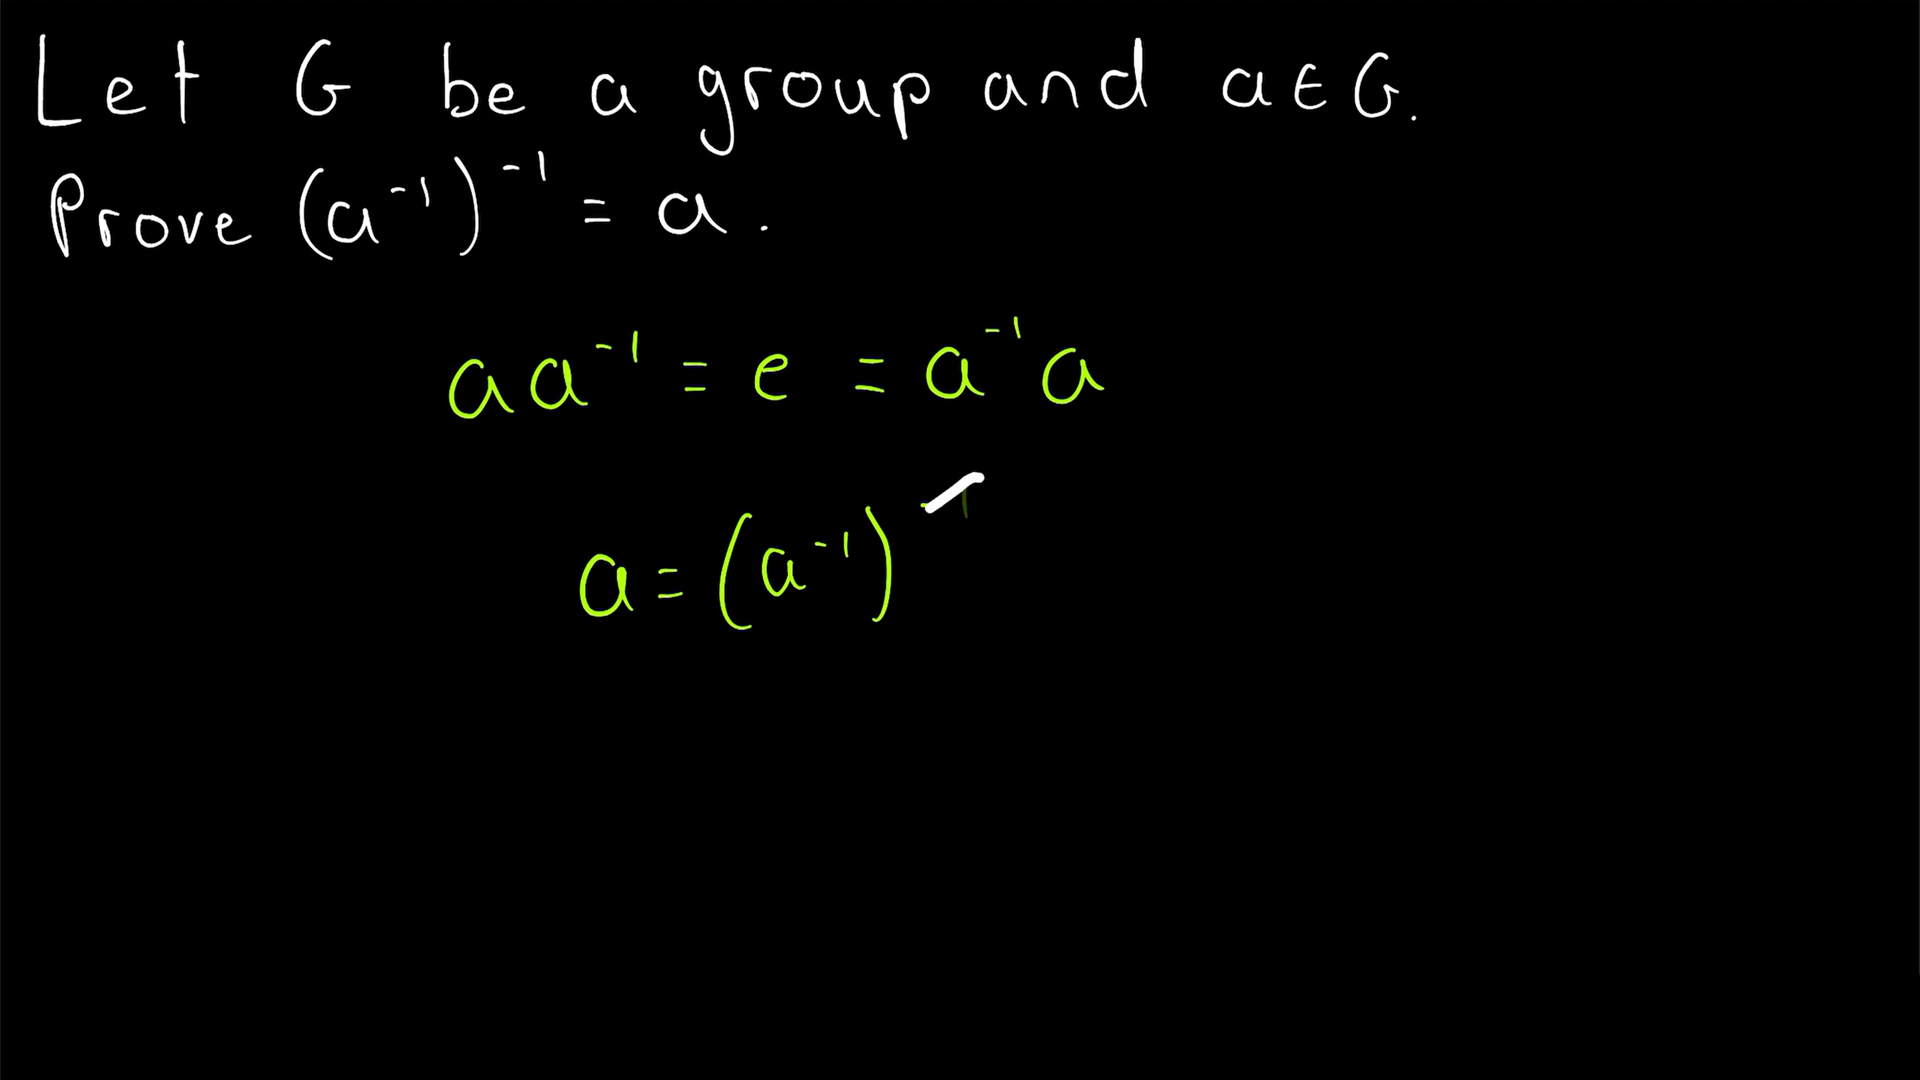 Let G be a group and a∈G.
Prove (a⁻¹)⁻¹ = a.
aa⁻¹ = e = a⁻¹a
a = (a⁻¹)⁻